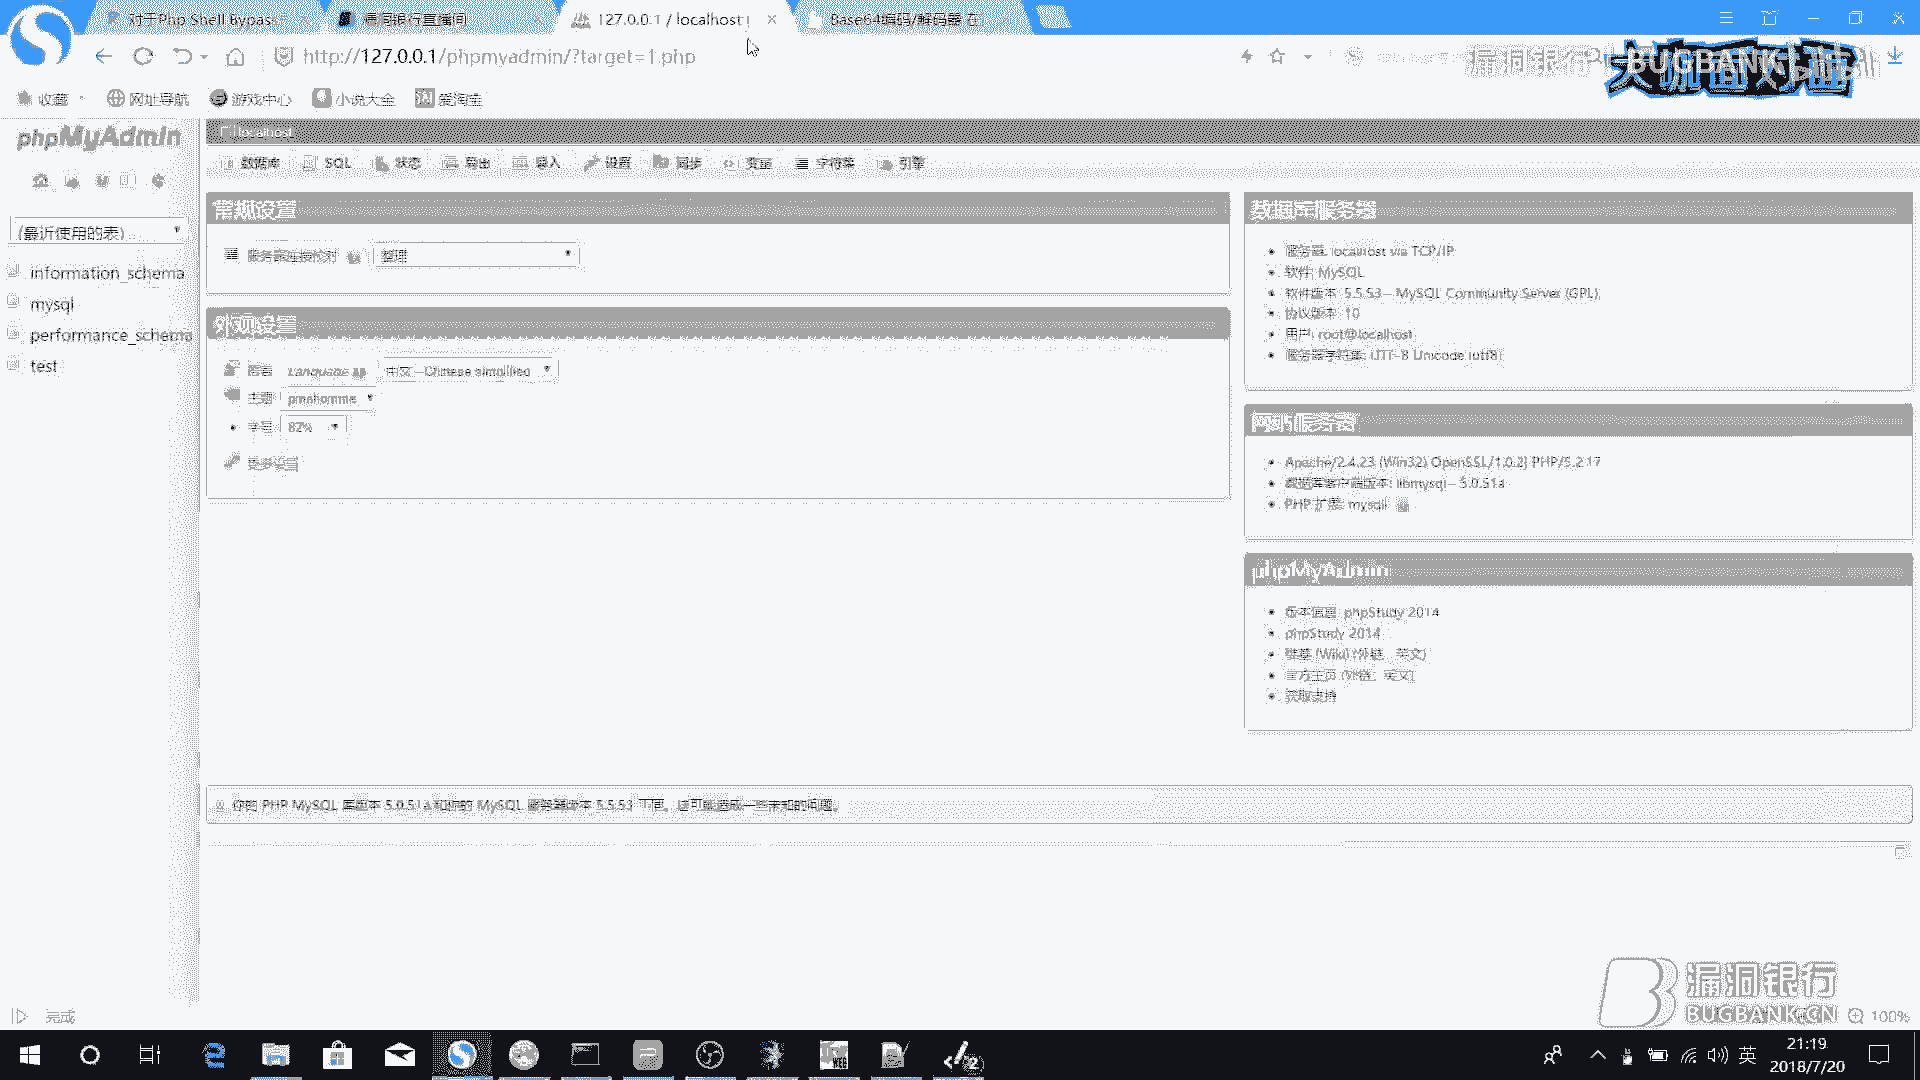 对于Php Shell Bypass
漏洞银行直播间
127.0.0.1 / localhost |
Base64编码/解码器 在
http://127.0.0.1/phpmyadmin/?target=1.php
漏洞银行
BUGBANK
大咖面对面
收藏
网址导航
游戏中心
小说大全
爱淘宝
phpMyAdmin
localhost
数据库
SQL
状态
导出
导入
设置
同步
变量
字符集
引擎
(最近使用的表)
information_schema
mysql
performance_schema
test
常规设置
服务器连接校对
整理
外观设置
语言 - Language
中文 - Chinese simplified
主题
pmahomme
字号
82%
更多设置
数据库服务器
服务器: localhost via TCP/IP
软件: MySQL
软件版本: 5.5.53 - MySQL Community Server (GPL)
协议版本: 10
用户: root@localhost
服务器字符集: UTF-8 Unicode (utf8)
网站服务器
Apache/2.4.23 (Win32) OpenSSL/1.0.2j PHP/5.2.17
数据库客户端版本: libmysql - 5.0.51a
PHP 扩展: mysqli
phpMyAdmin
版本信息: phpStudy 2014
phpStudy 2014
维基 (Wiki) (外链，英文)
官方主页 (外链，英文)
获取支持
你的 PHP MySQL 库版本 5.0.51a 和你的 MySQL 服务器版本 5.5.53 不同。这可能造成一些未知的问题。
完成
漏洞银行
BUGBANK.CN
100%
英
21:19
2018/7/20